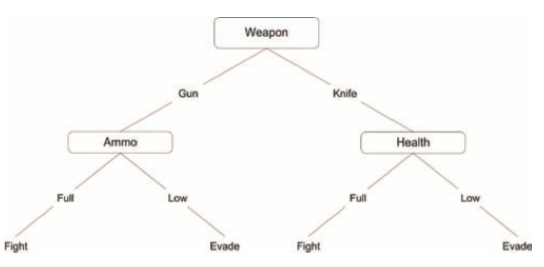 Weapon
Gun Knife
Ammo Health
Full Low Full Low
Fight Evade Fight Evade